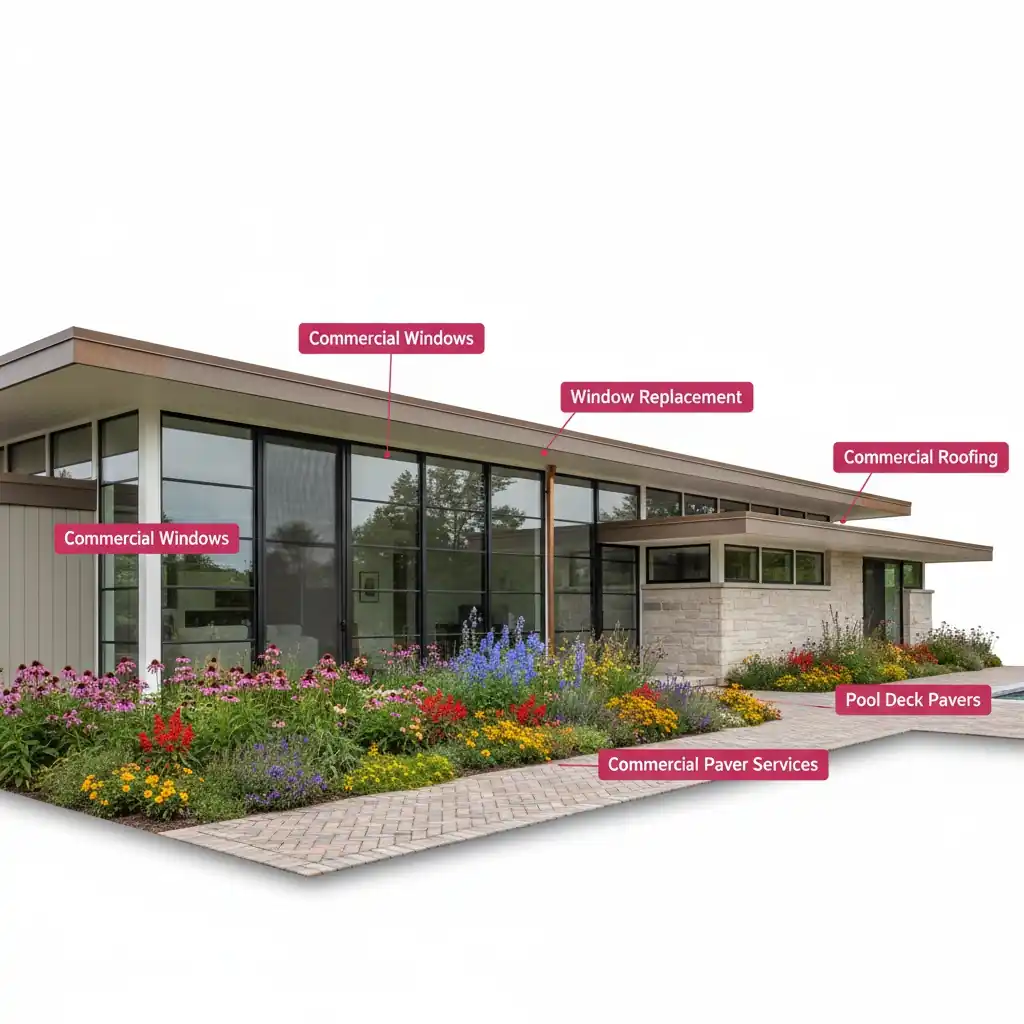 Commercial Windows
Window Replacement
Commercial Roofing
Commercial Windows
Pool Deck Pavers
Commercial Paver Services